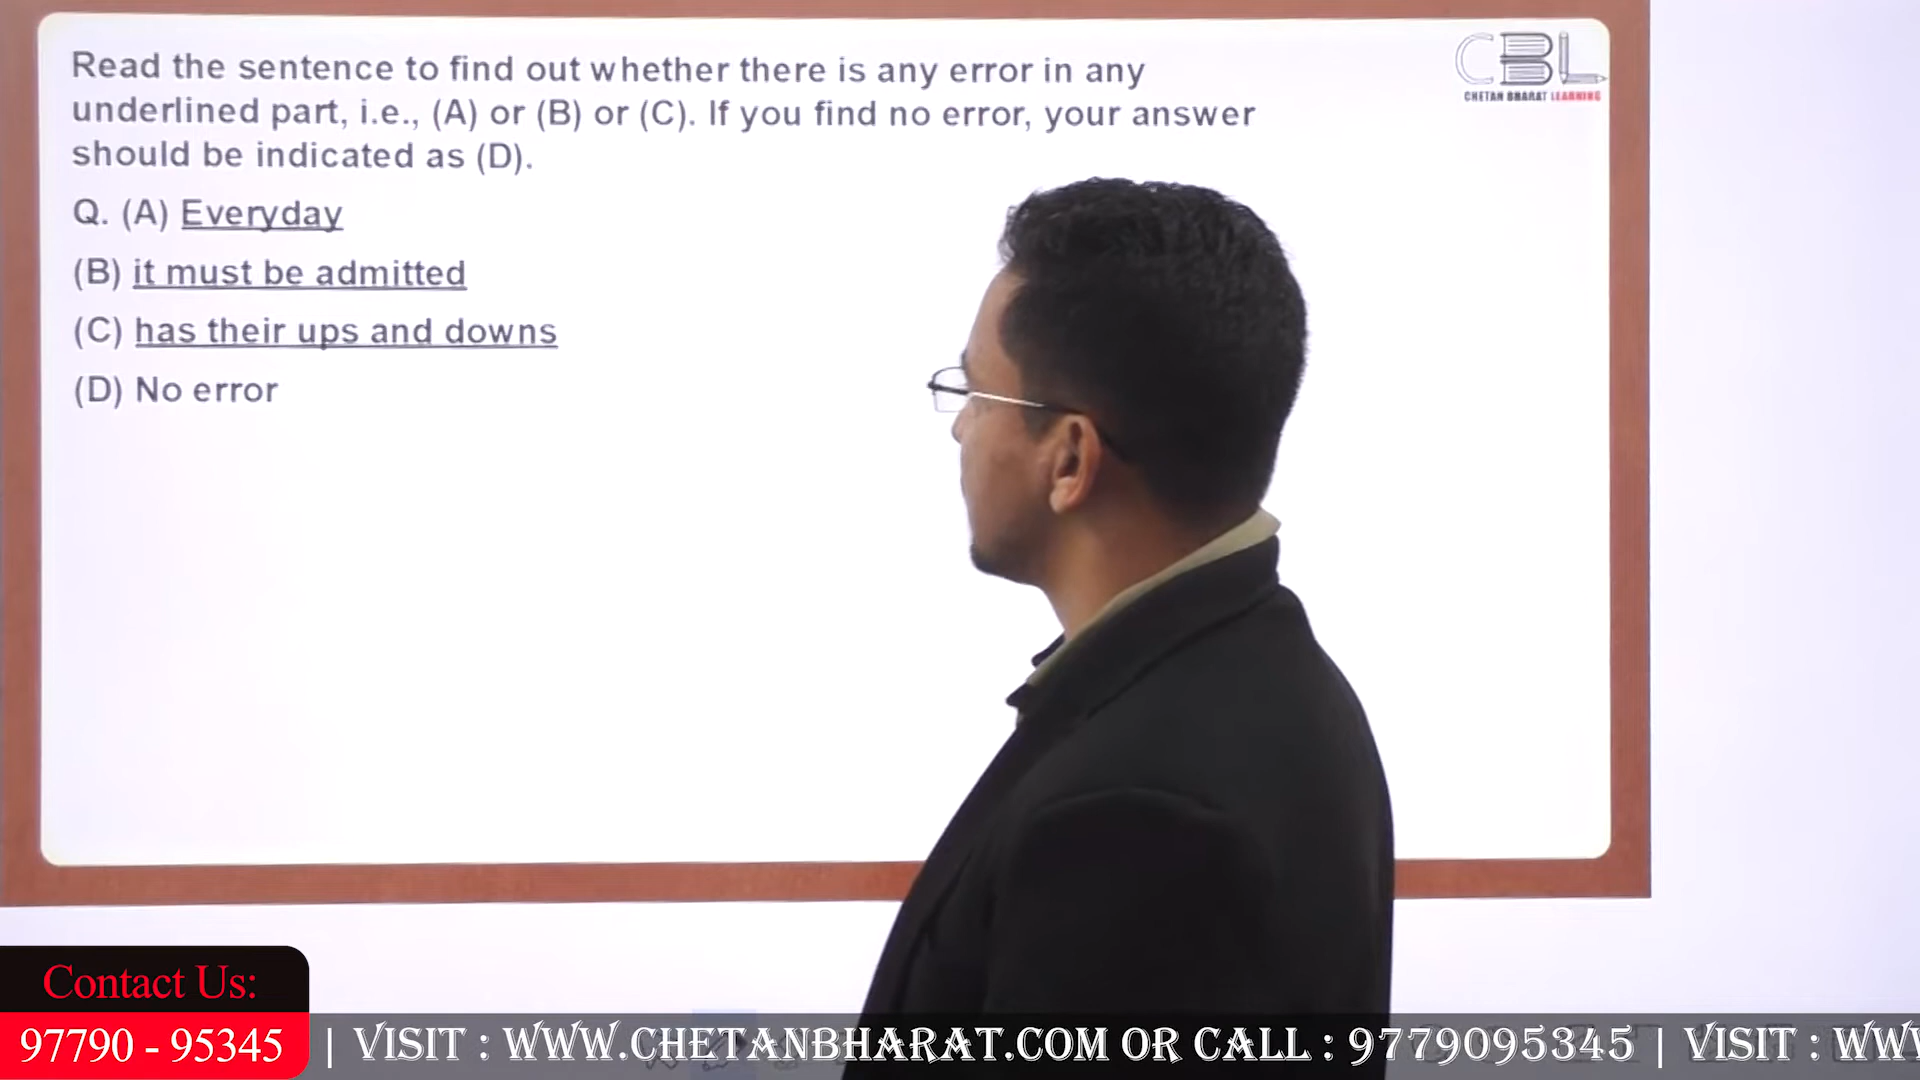 Read the sentence to find out whether there is any error in any
underlined part, i.e., (A) or (B) or (C). If you find no error, your answer
should be indicated as (D).
Q. (A) Everyday
(B) it must be admitted
(C) has their ups and downs
(D) No error
CBL
CHETAN BHARAT LEARNING
Contact Us:
97790 - 95345
| VISIT : WWW.CHETANBHARAT.COM OR CALL : 9779095345 | VISIT : WW